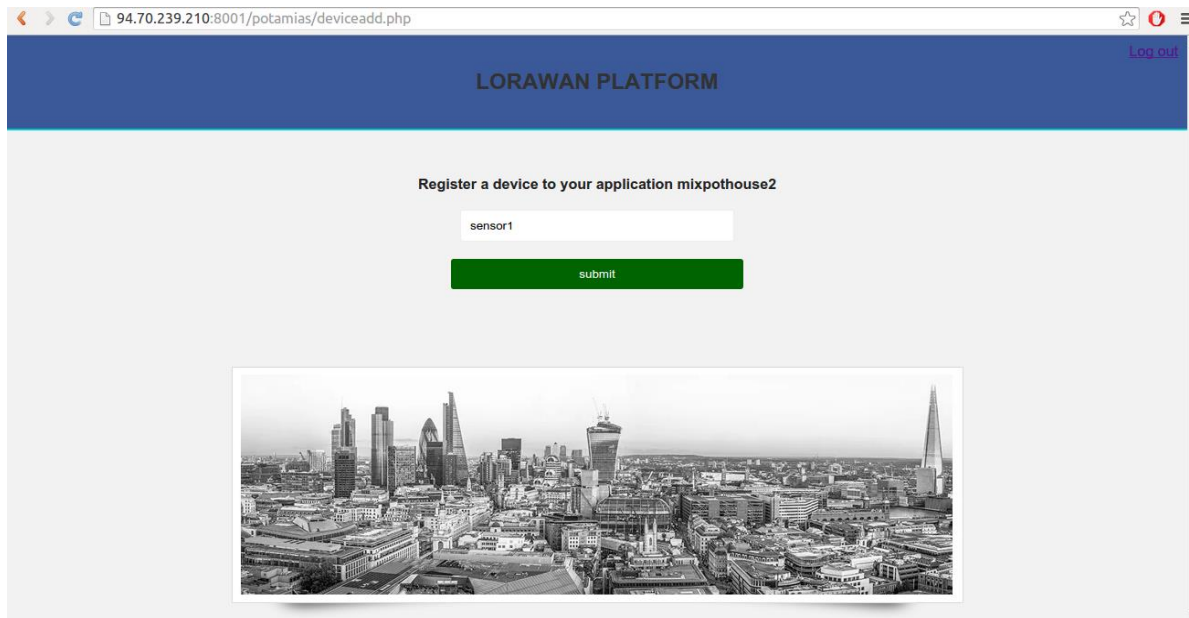 94.70.239.210:8001/potamias/deviceadd.php
Log out
LORAWAN PLATFORM
Register a device to your application mixpothouse2
sensor1
submit